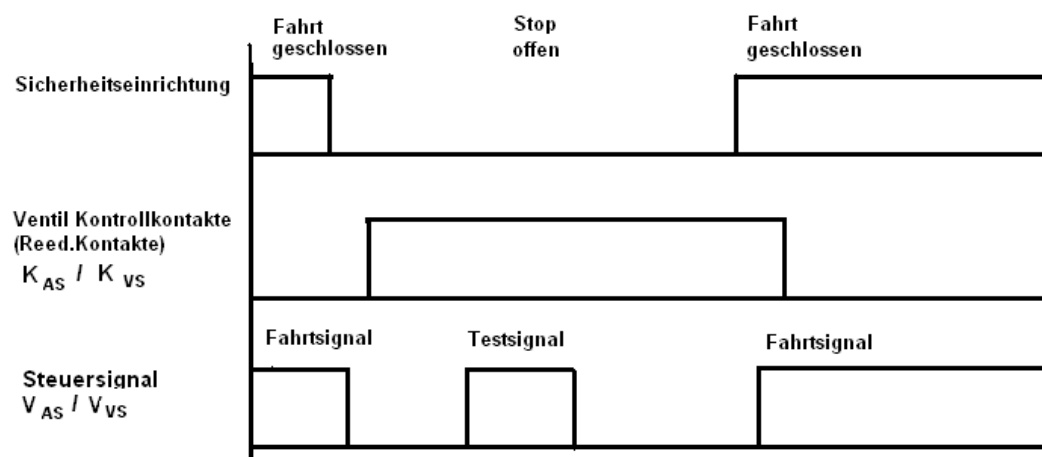 Fahrt
geschlossen
Stop
offen
Fahrt
geschlossen
Sicherheitseinrichtung
Ventil Kontrollkontakte
(Reed.Kontakte)
K AS / K VS
Fahrtsignal
Testsignal
Fahrtsignal
Steuersignal
V AS / V VS